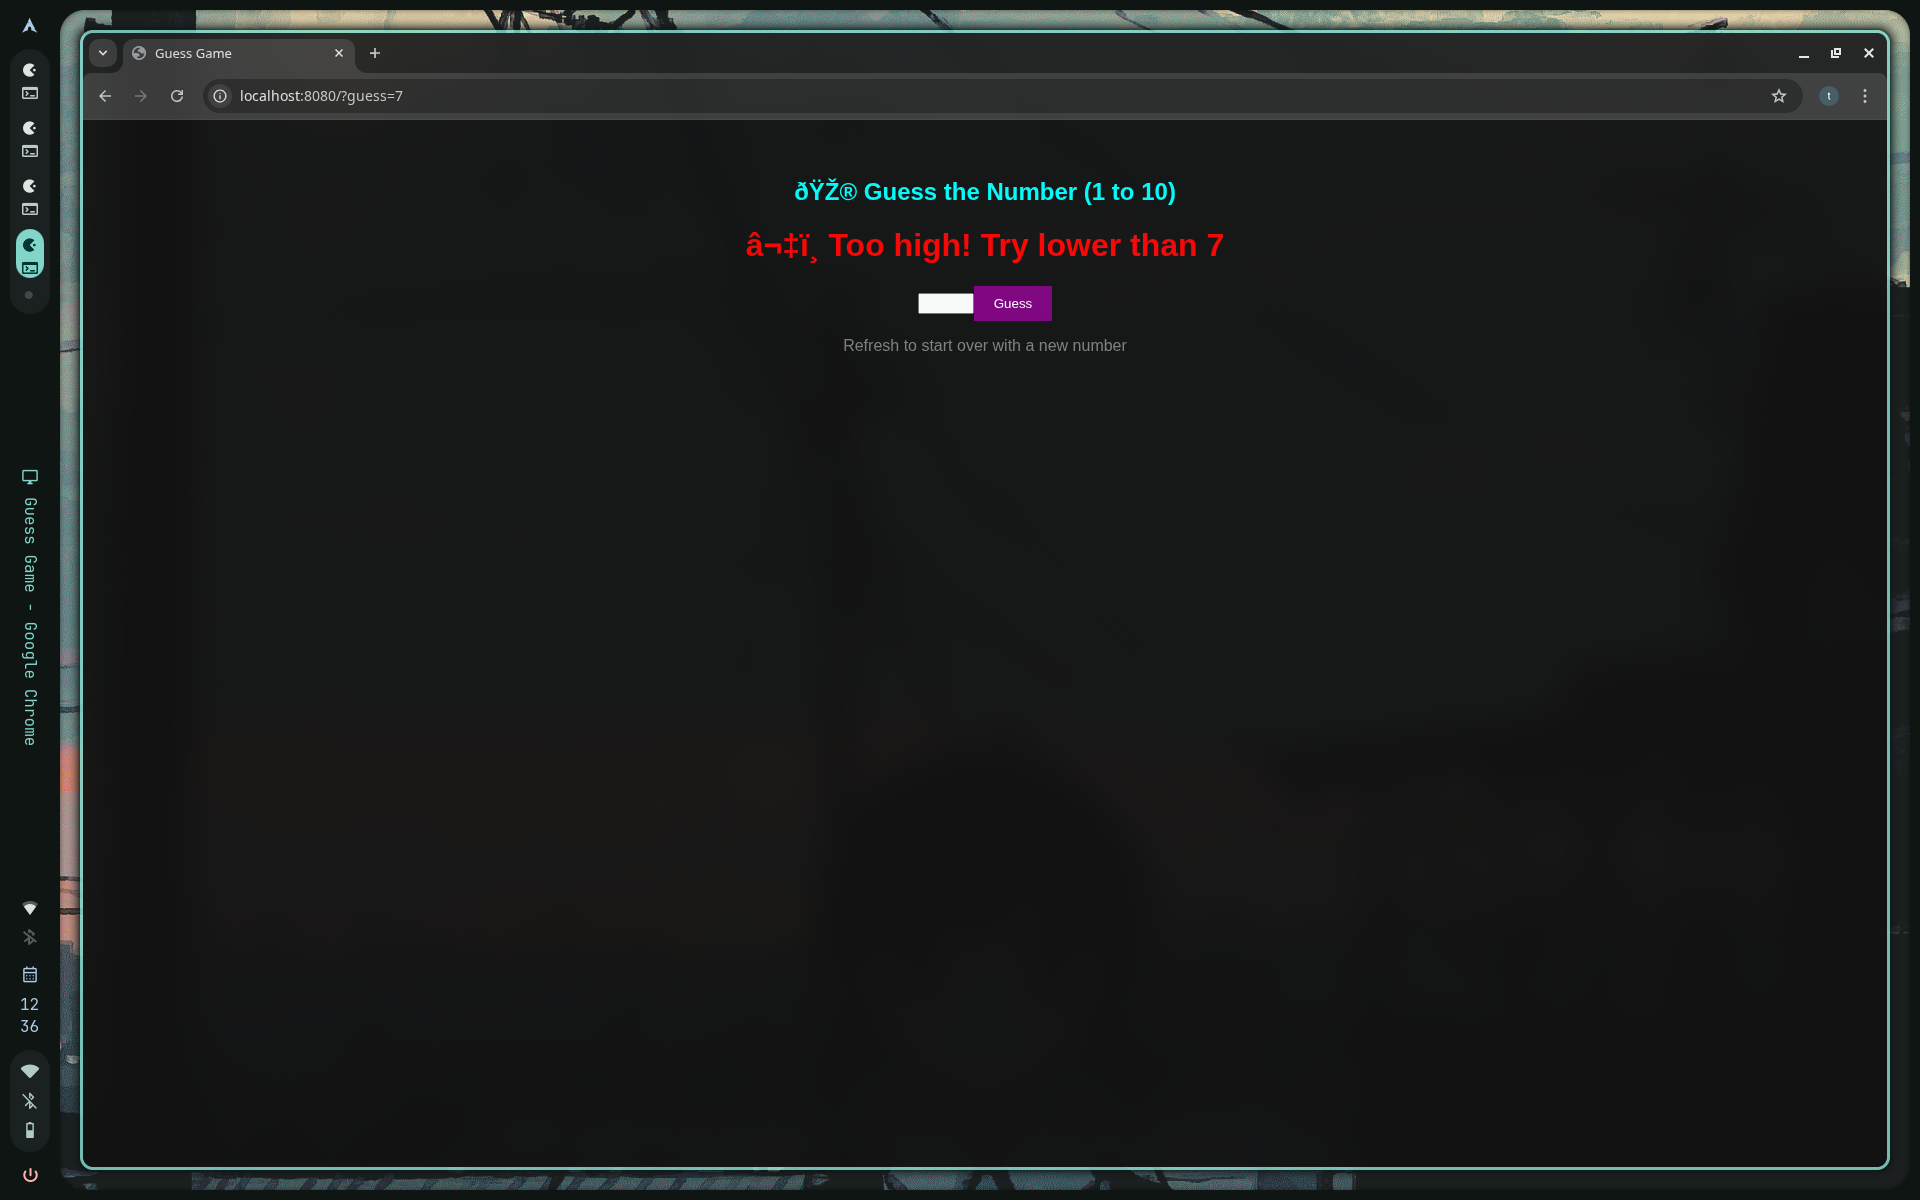 Guess Game
localhost:8080/?guess=7
t
ðŸŽ® Guess the Number (1 to 10)
â¬‡ï¸ Too high! Try lower than 7
Guess
Refresh to start over with a new number
Guess Game - Google Chrome
12
36